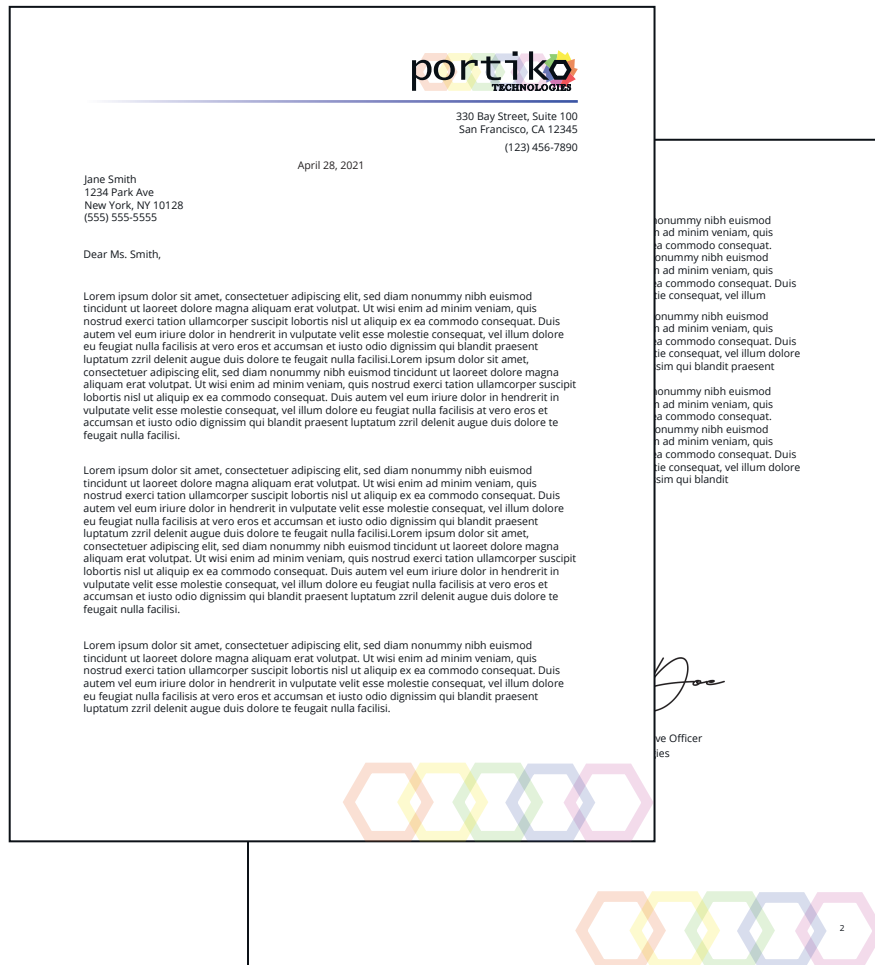 portiko
TECHNOLOGIES
330 Bay Street, Suite 100
San Francisco, CA 12345
(123) 456-7890
April 28, 2021
Jane Smith
1234 Park Ave
New York, NY 10128
(555) 555-5555
Dear Ms. Smith,
Lorem ipsum dolor sit amet, consectetuer adipiscing elit, sed diam nonummy nibh euismod
tincidunt ut laoreet dolore magna aliquam erat volutpat. Ut wisi enim ad minim veniam, quis
nostrud exerci tation ullamcorper suscipit lobortis nisl ut aliquip ex ea commodo consequat. Duis
autem vel eum iriure dolor in hendrerit in vulputate velit esse molestie consequat, vel illum dolore
eu feugiat nulla facilisis at vero eros et accumsan et iusto odio dignissim qui blandit praesent
luptatum zzril delenit augue duis dolore te feugait nulla facilisi.Lorem ipsum dolor sit amet,
consectetuer adipiscing elit, sed diam nonummy nibh euismod tincidunt ut laoreet dolore magna
aliquam erat volutpat. Ut wisi enim ad minim veniam, quis nostrud exerci tation ullamcorper suscipit
lobortis nisl ut aliquip ex ea commodo consequat. Duis autem vel eum iriure dolor in hendrerit in
vulputate velit esse molestie consequat, vel illum dolore eu feugiat nulla facilisis at vero eros et
accumsan et iusto odio dignissim qui blandit praesent luptatum zzril delenit augue duis dolore te
feugait nulla facilisi.
Lorem ipsum dolor sit amet, consectetuer adipiscing elit, sed diam nonummy nibh euismod
tincidunt ut laoreet dolore magna aliquam erat volutpat. Ut wisi enim ad minim veniam, quis
nostrud exerci tation ullamcorper suscipit lobortis nisl ut aliquip ex ea commodo consequat. Duis
autem vel eum iriure dolor in hendrerit in vulputate velit esse molestie consequat, vel illum dolore
eu feugiat nulla facilisis at vero eros et accumsan et iusto odio dignissim qui blandit praesent
luptatum zzril delenit augue duis dolore te feugait nulla facilisi.Lorem ipsum dolor sit amet,
consectetuer adipiscing elit, sed diam nonummy nibh euismod tincidunt ut laoreet dolore magna
aliquam erat volutpat. Ut wisi enim ad minim veniam, quis nostrud exerci tation ullamcorper suscipit
lobortis nisl ut aliquip ex ea commodo consequat. Duis autem vel eum iriure dolor in hendrerit in
vulputate velit esse molestie consequat, vel illum dolore eu feugiat nulla facilisis at vero eros et
accumsan et iusto odio dignissim qui blandit praesent luptatum zzril delenit augue duis dolore te
feugait nulla facilisi.
Lorem ipsum dolor sit amet, consectetuer adipiscing elit, sed diam nonummy nibh euismod
tincidunt ut laoreet dolore magna aliquam erat volutpat. Ut wisi enim ad minim veniam, quis
nostrud exerci tation ullamcorper suscipit lobortis nisl ut aliquip ex ea commodo consequat. Duis
autem vel eum iriure dolor in hendrerit in vulputate velit esse molestie consequat, vel illum dolore
eu feugiat nulla facilisis at vero eros et accumsan et iusto odio dignissim qui blandit praesent
luptatum zzril delenit augue duis dolore te feugait nulla facilisi.
nibh euismod
ad minim veniam, quis
commodo consequat.
nibh euismod
ad minim veniam, quis
commodo consequat. Duis
consequat, vel illum
nibh euismod
ad minim veniam, quis
commodo consequat. Duis
consequat, vel illum dolore
qui blandit praesent
nibh euismod
ad minim veniam, quis
commodo consequat.
nibh euismod
ad minim veniam, quis
commodo consequat. Duis
consequat, vel illum dolore
qui blandit
Doe
Officer
2